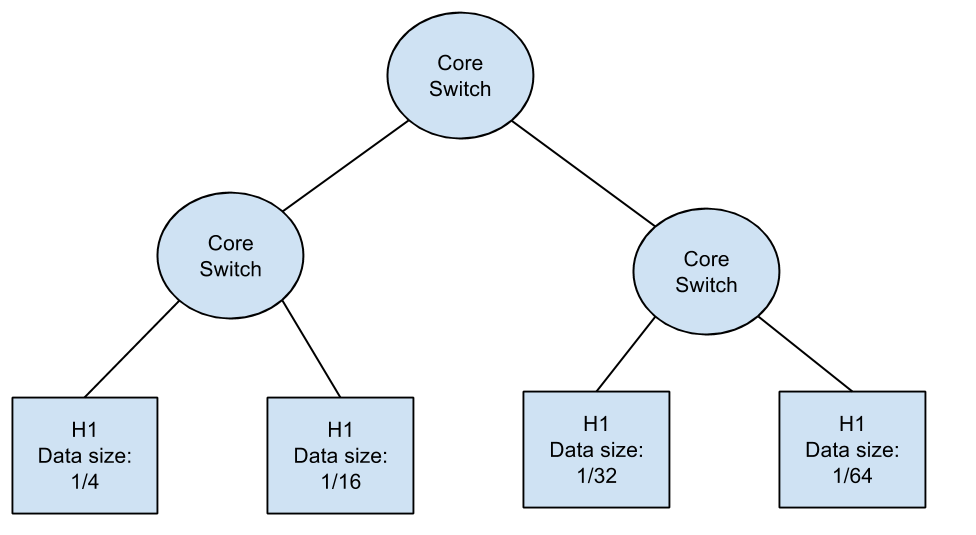 Core
Switch
Core
Switch
Core
Switch
H1
Data size:
1/4
H1
Data size:
1/16
H1
Data size:
1/32
H1
Data size:
1/64